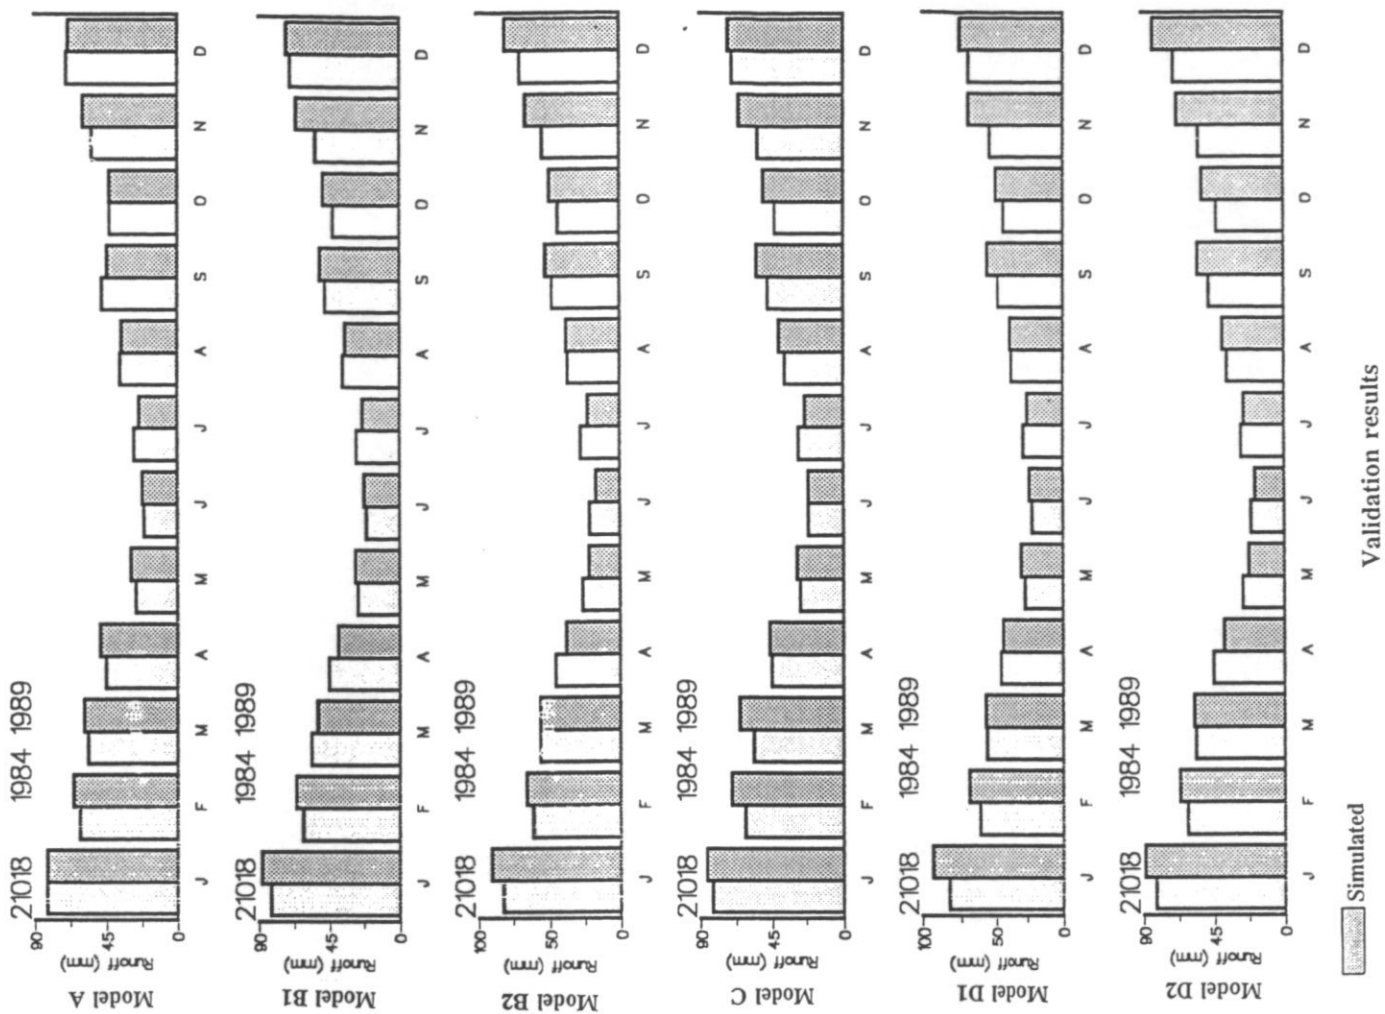 Model A
Runoff (mm)
90
45
0
21018 1984 1989
J F M A M J J A S O N D
Model B1
Runoff (mm)
90
45
0
21018 1984 1989
J F M A M J J A S O N D
Model B2
Runoff (mm)
100
50
0
21018 1984 1989
J F M A M J J A S O N D
Model C
Runoff (mm)
90
45
0
21018 1984 1989
J F M A M J J A S O N D
Model D1
Runoff (mm)
100
50
0
21018 1984 1989
J F M A M J J A S O N D
Model D2
Runoff (mm)
90
45
0
21018 1984 1989
J F M A M J J A S O N D
Simulated
Validation results